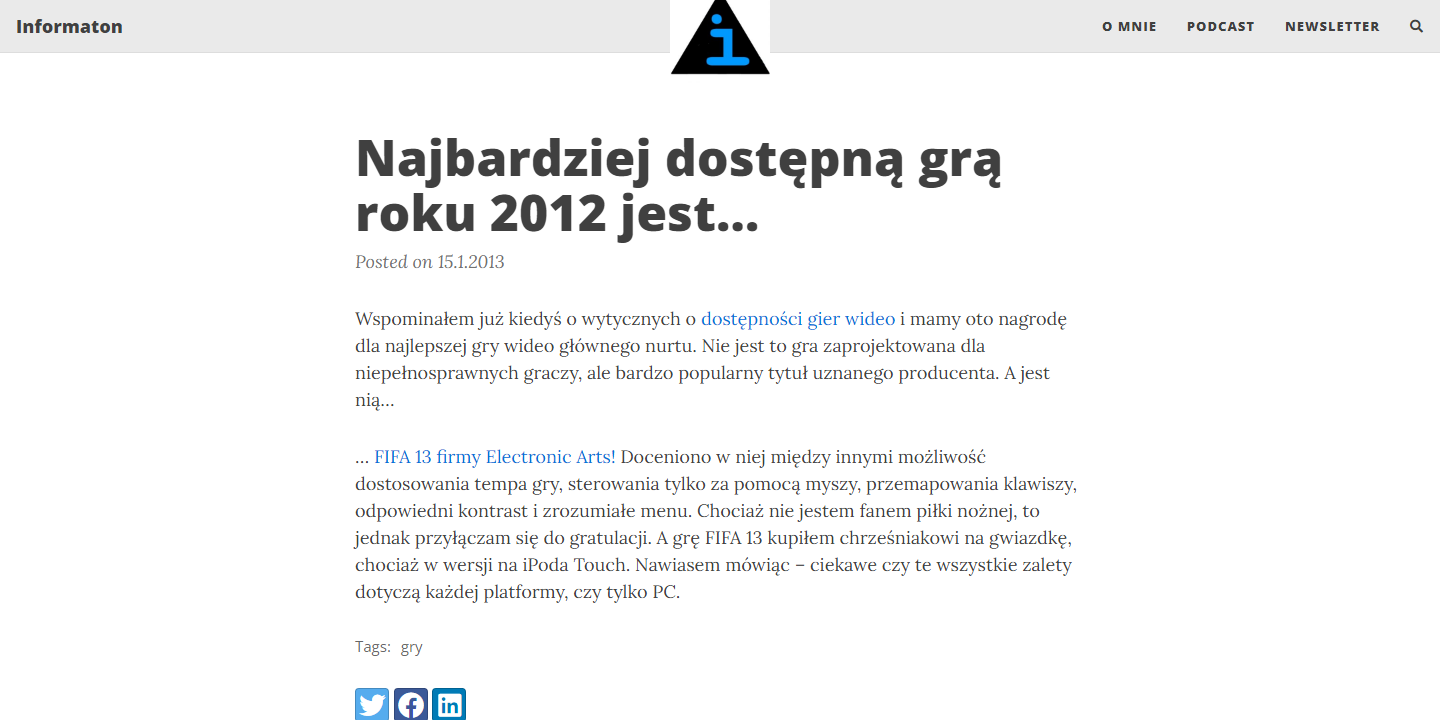 Informaton
i
O MNIE PODCAST NEWSLETTER
Najbardziej dostępną grą
roku 2012 jest…
Posted on 15.1.2013
Wspominałem już kiedyś o wytycznych o dostępności gier wideo i mamy oto nagrodę
dla najlepszej gry wideo głównego nurtu. Nie jest to gra zaprojektowana dla
niepełnosprawnych graczy, ale bardzo popularny tytuł uznanego producenta. A jest
nią…
… FIFA 13 firmy Electronic Arts! Doceniono w niej między innymi możliwość
dostosowania tempa gry, sterowania tylko za pomocą myszy, przemapowania klawiszy,
odpowiedni kontrast i zrozumiałe menu. Chociaż nie jestem fanem piłki nożnej, to
jednak przyłączam się do gratulacji. A grę FIFA 13 kupiłem chrześniakowi na gwiazdkę,
chociaż w wersji na iPoda Touch. Nawiasem mówiąc – ciekawe czy te wszystkie zalety
dotyczą każdej platformy, czy tylko PC.
Tags: gry